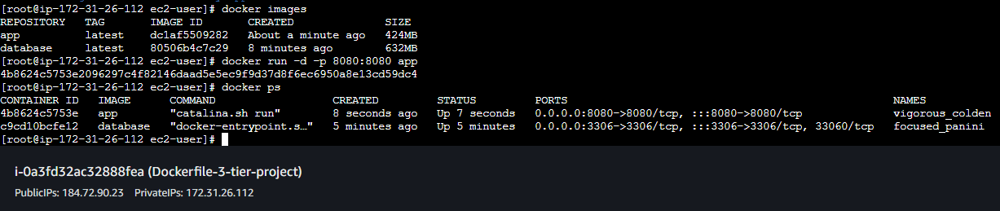 [root@ip-172-31-26-112 ec2-user]# docker images
REPOSITORY   TAG       IMAGE ID       CREATED              SIZE
app          latest    dc1af5509282   About a minute ago   424MB
database     latest    80506b4c7c29   8 minutes ago        632MB
[root@ip-172-31-26-112 ec2-user]# docker run -d -p 8080:8080 app
4b8624c5753e2096297c4f82146daad5e5ec9f9d37d8f6ec6950a8e13cd59dc4
[root@ip-172-31-26-112 ec2-user]# docker ps
CONTAINER ID   IMAGE      COMMAND                  CREATED         STATUS         PORTS                                                  NAMES
4b8624c5753e   app        "catalina.sh run"        8 seconds ago   Up 7 seconds   0.0.0.0:8080->8080/tcp, :::8080->8080/tcp              vigorous_colden
c9cd10bcfe12   database   "docker-entrypoint.s…"   5 minutes ago   Up 5 minutes   0.0.0.0:3306->3306/tcp, :::3306->3306/tcp, 33060/tcp   focused_panini
[root@ip-172-31-26-112 ec2-user]#
i-0a3fd32ac32888fea (Dockerfile-3-tier-project)
PublicIPs: 184.72.90.23 PrivateIPs: 172.31.26.112